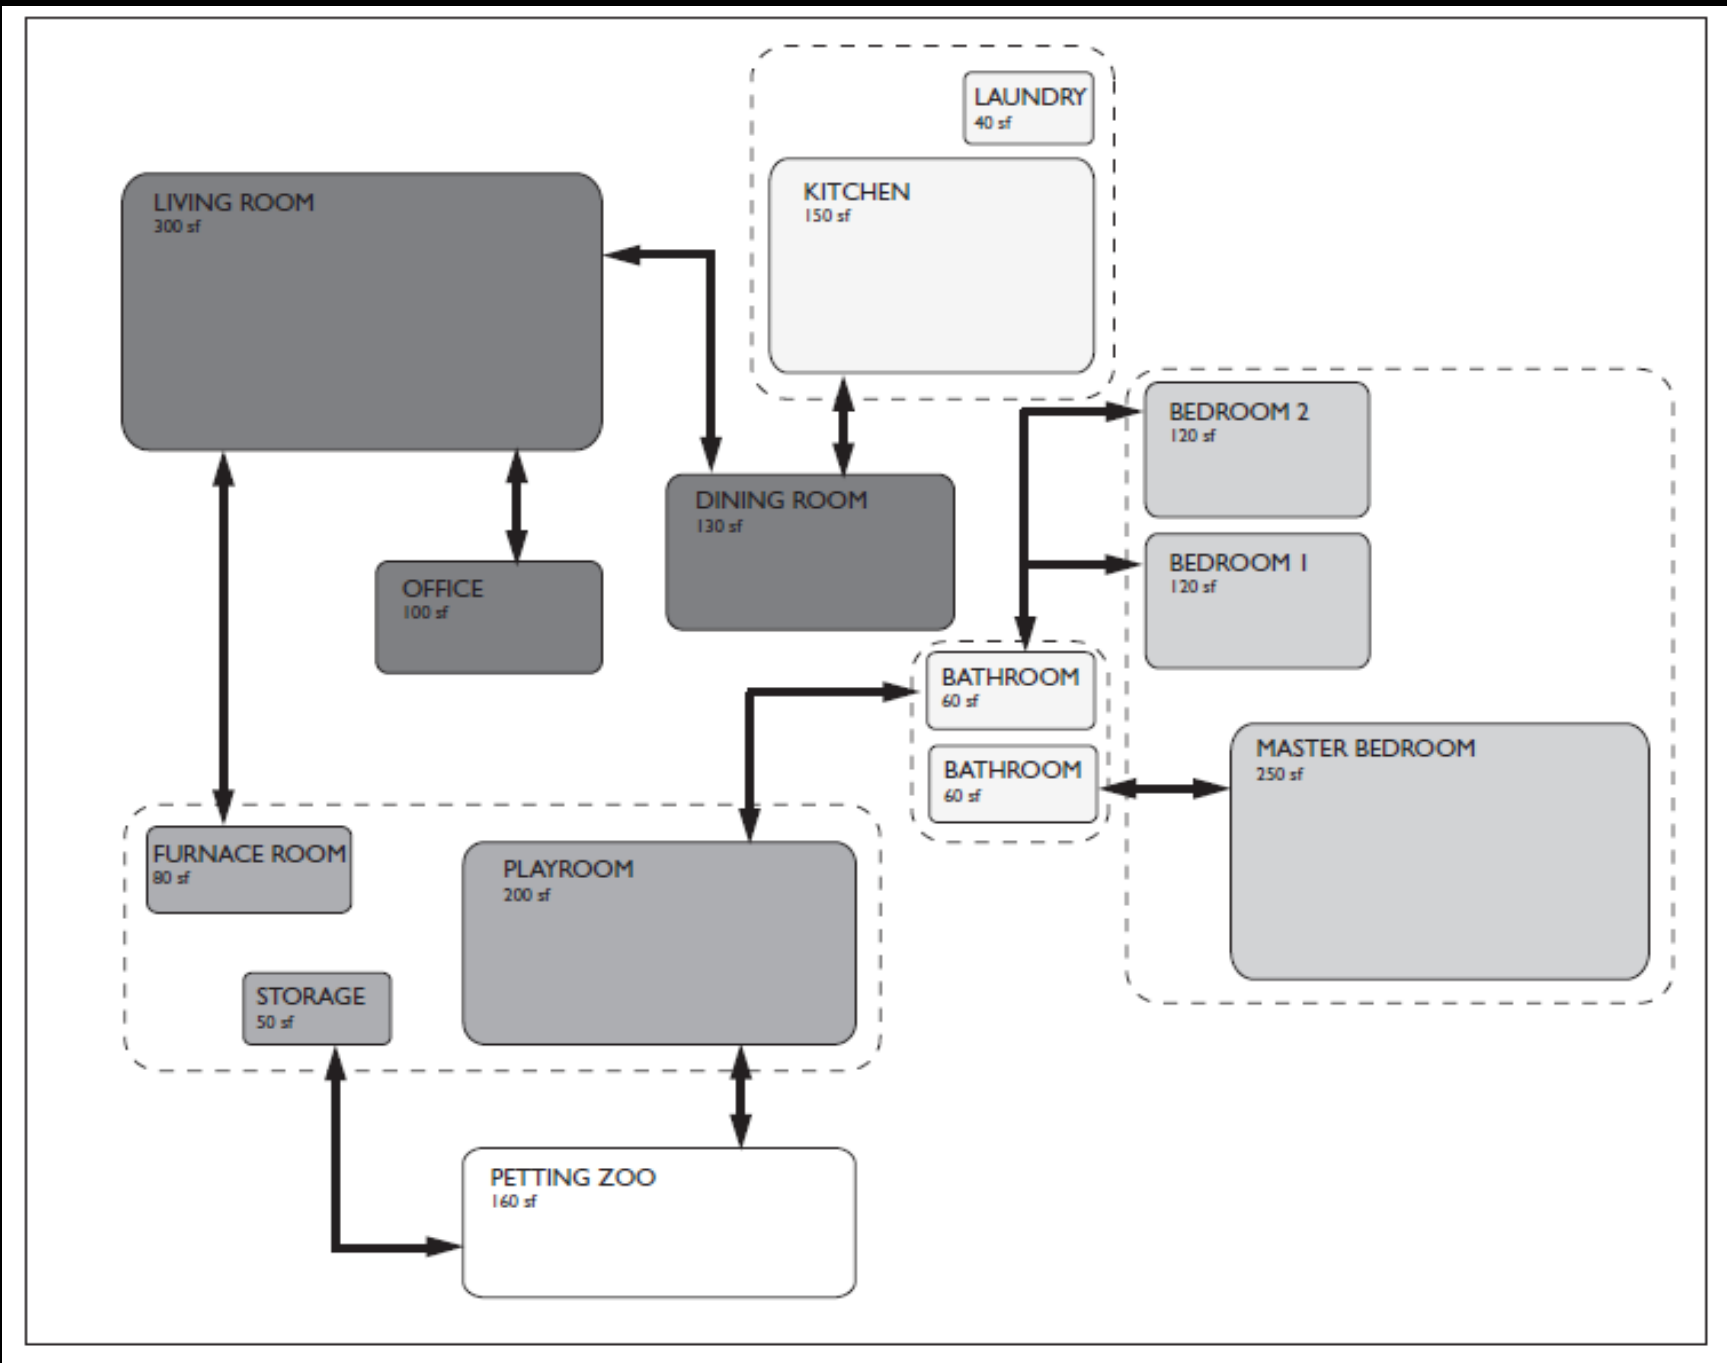 LAUNDRY
40 sf
KITCHEN
150 sf
LIVING ROOM
300 sf
BEDROOM 2
120 sf
DINING ROOM
130 sf
BEDROOM 1
120 sf
OFFICE
100 sf
BATHROOM
60 sf
BATHROOM
60 sf
MASTER BEDROOM
250 sf
FURNACE ROOM
80 sf
PLAYROOM
200 sf
STORAGE
50 sf
PETTING ZOO
160 sf